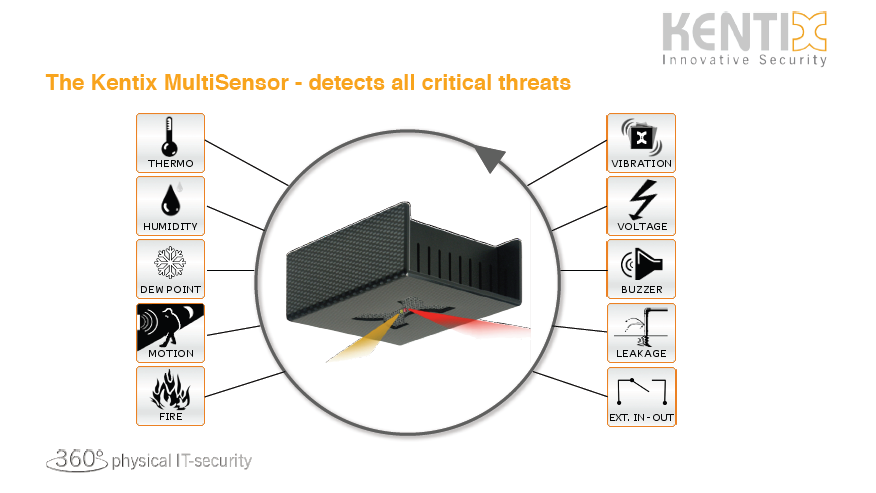 KENTIX
Innovative Security
The Kentix MultiSensor - detects all critical threats
THERMO
HUMIDITY
DEW POINT
MOTION
FIRE
VIBRATION
VOLTAGE
BUZZER
LEAKAGE
EXT. IN-OUT
360° physical IT-security